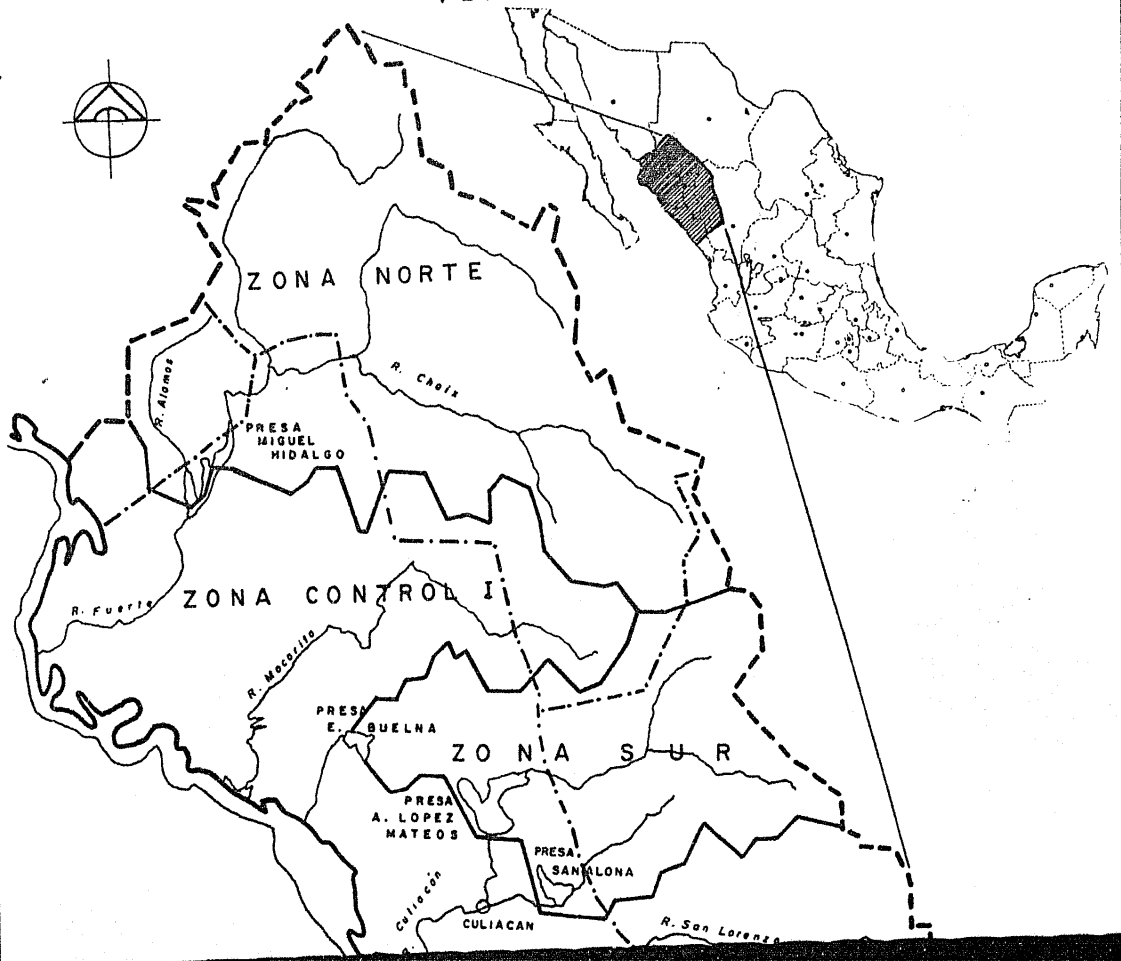 ZONA NORTE
R. Alamos
R. Choix
PRESA
MIGUEL
HIDALGO
ZONA CONTROL I
R. Fuerte
R. Mocorito
PRESA
E. BUELNA
ZONA SUR
PRESA
A. LOPEZ
MATEOS
PRESA
SANALONA
R. Culiacán
CULIACAN
R. San Lorenzo